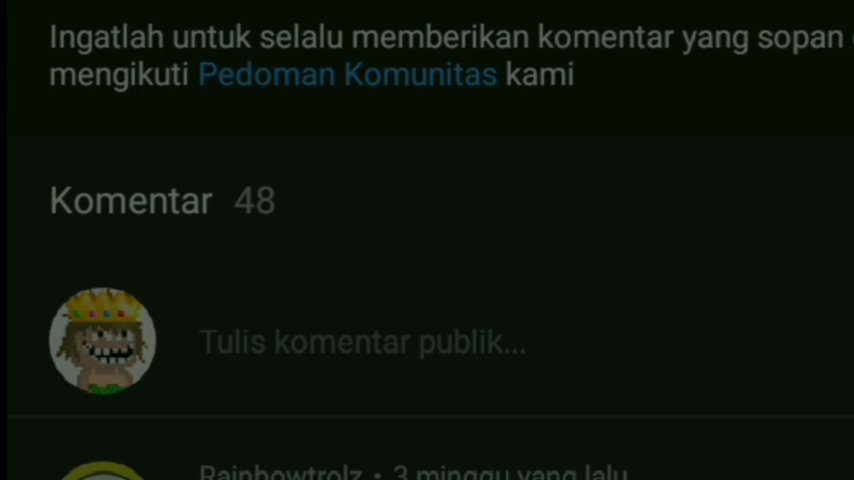 Ingatlah untuk selalu memberikan komentar yang sopan
mengikuti Pedoman Komunitas kami
Komentar 48
Tulis komentar publik...
Rainbowtrolz • 3 minggu yang lalu